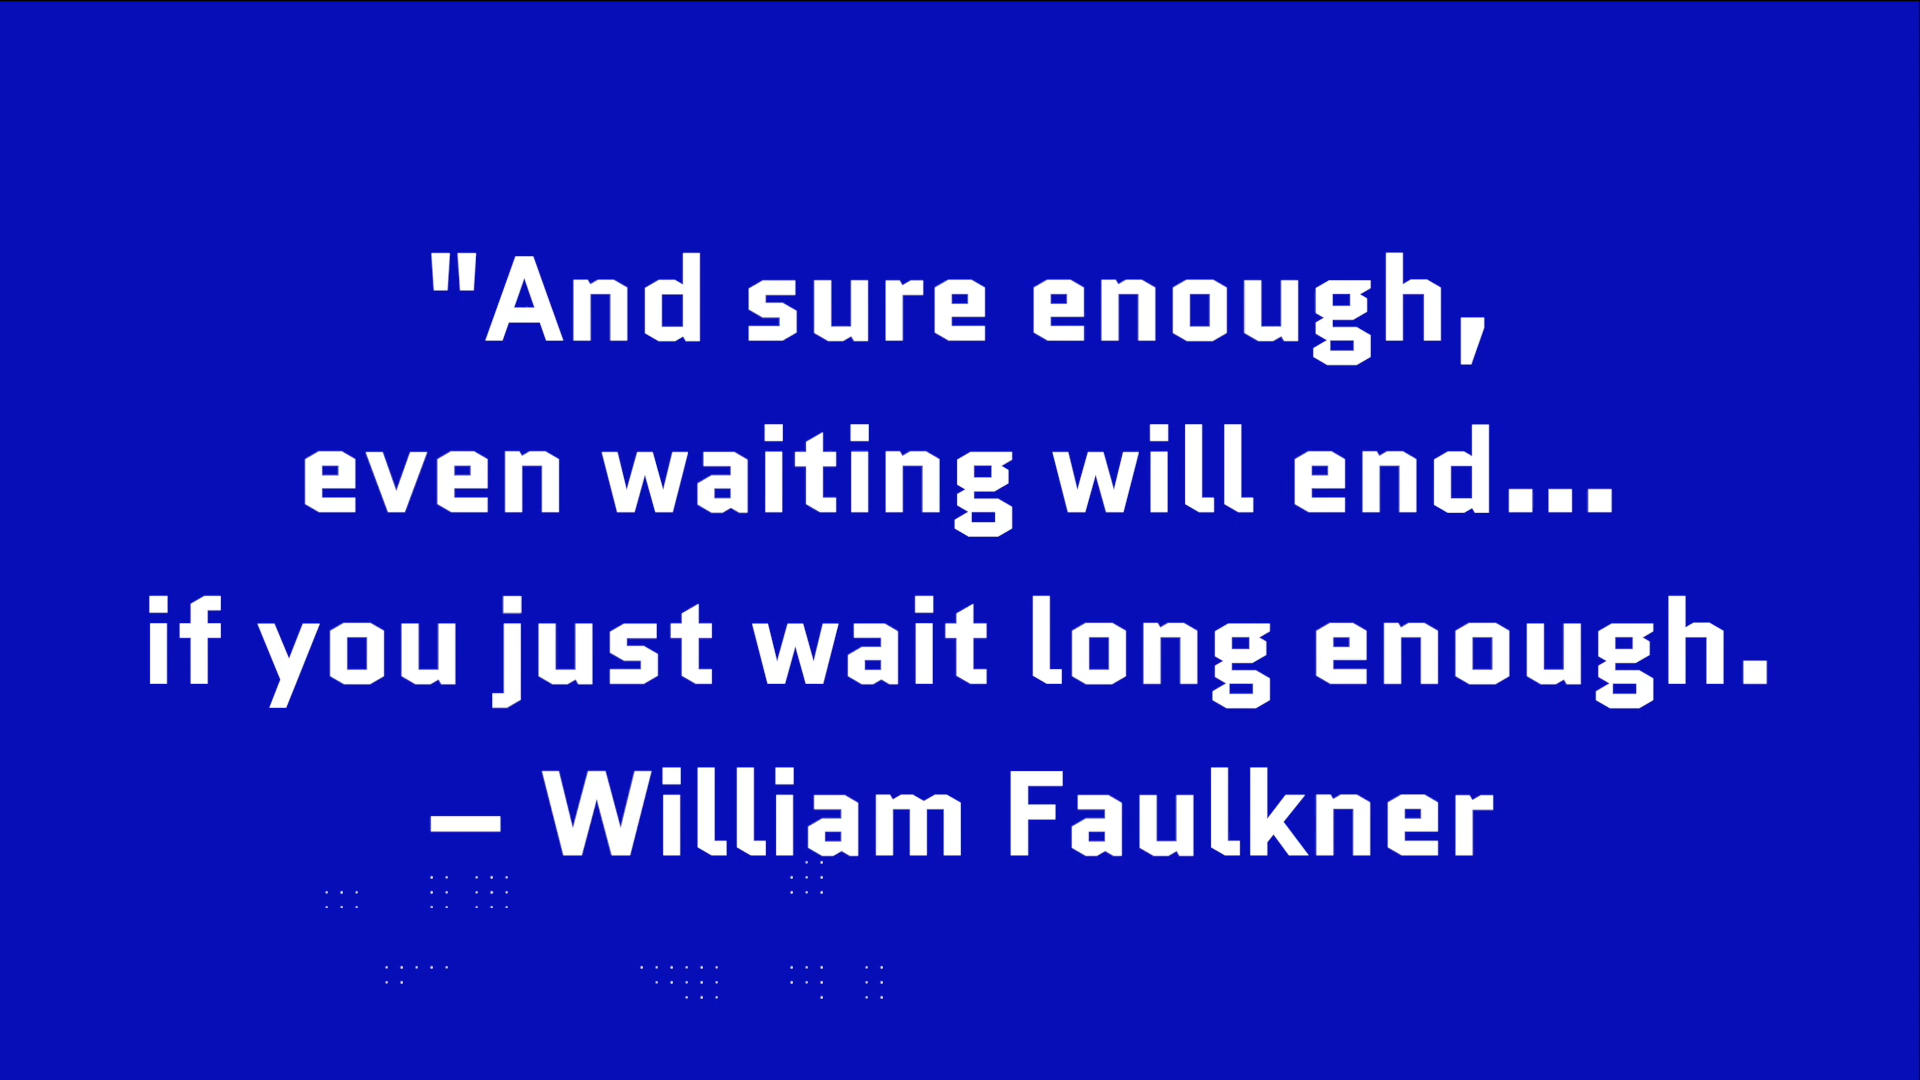 "And sure enough,
even waiting will end...
if you just wait long enough.
– William Faulkner